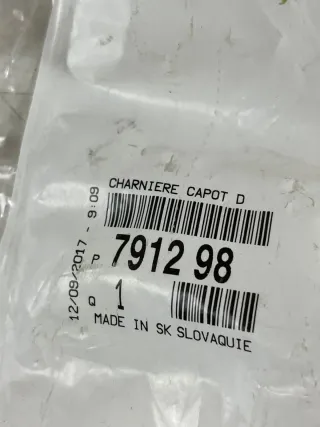 CHARNIERE CAPOT D
12/09/2017 - 9:09
P 7912 98
Q 1
MADE IN SK SLOVAQUIE